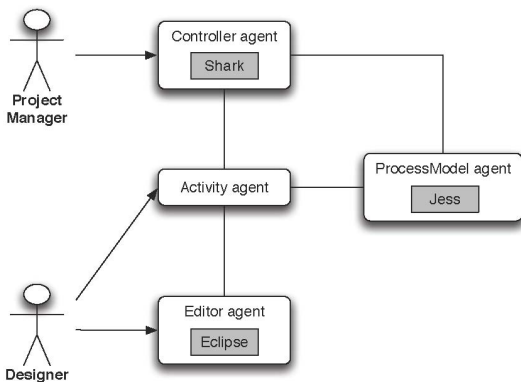 Controller agent
Shark
Project
Manager
ProcessModel agent
Jess
Activity agent
Editor agent
Eclipse
Designer